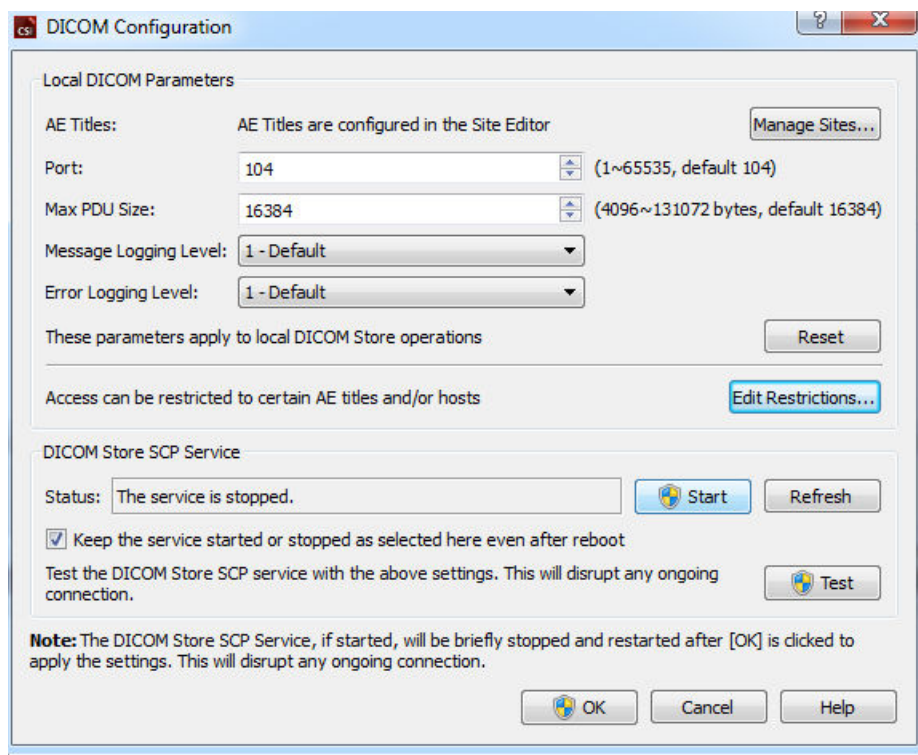 CSi DICOM Configuration ? X
Local DICOM Parameters
AE Titles: AE Titles are configured in the Site Editor Manage Sites...
Port: 104 (1~65535, default 104)
Max PDU Size: 16384 (4096~131072 bytes, default 16384)
Message Logging Level: 1 - Default
Error Logging Level: 1 - Default
These parameters apply to local DICOM Store operations Reset
Access can be restricted to certain AE titles and/or hosts Edit Restrictions...
DICOM Store SCP Service
Status: The service is stopped. Start Refresh
Keep the service started or stopped as selected here even after reboot
Test the DICOM Store SCP service with the above settings. This will disrupt any ongoing
connection. Test
Note: The DICOM Store SCP Service, if started, will be briefly stopped and restarted after [OK] is clicked to
apply the settings. This will disrupt any ongoing connection.
OK Cancel Help